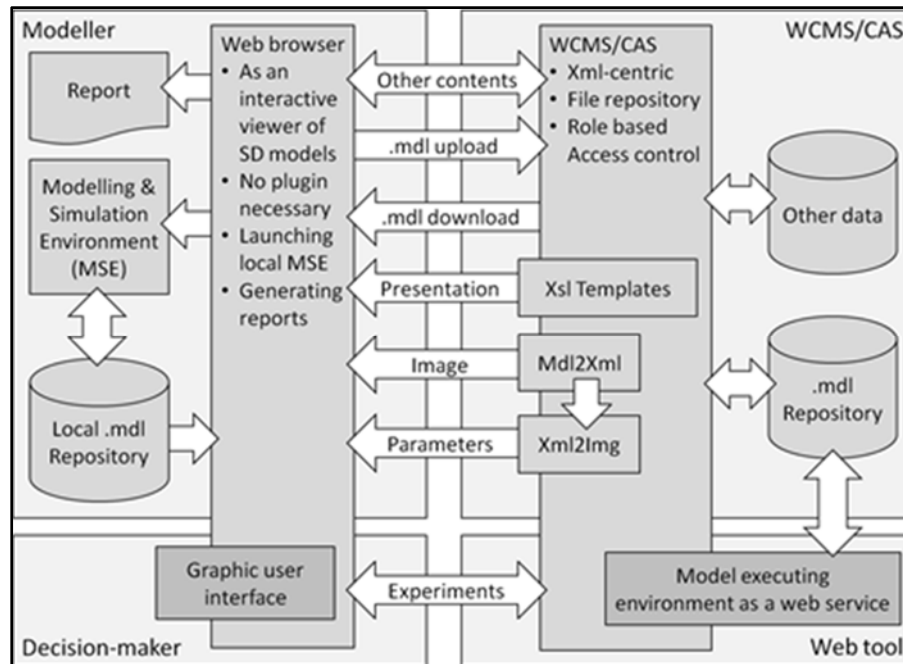 Modeller
Report
Modelling &
Simulation
Environment
(MSE)
Local .mdl
Repository
Web browser
• As an
interactive
viewer of
SD models
• No plugin
necessary
• Launching
local MSE
• Generating
reports
Graphic user
interface
Decision-maker
Other contents
.mdl upload
.mdl download
Presentation
Image
Parameters
Experiments
WCMS/CAS
• Xml-centric
• File repository
• Role based
Access control
Xsl Templates
Mdl2Xml
Xml2Img
WCMS/CAS
Other data
.mdl
Repository
Model executing
environment as a web service
Web tool